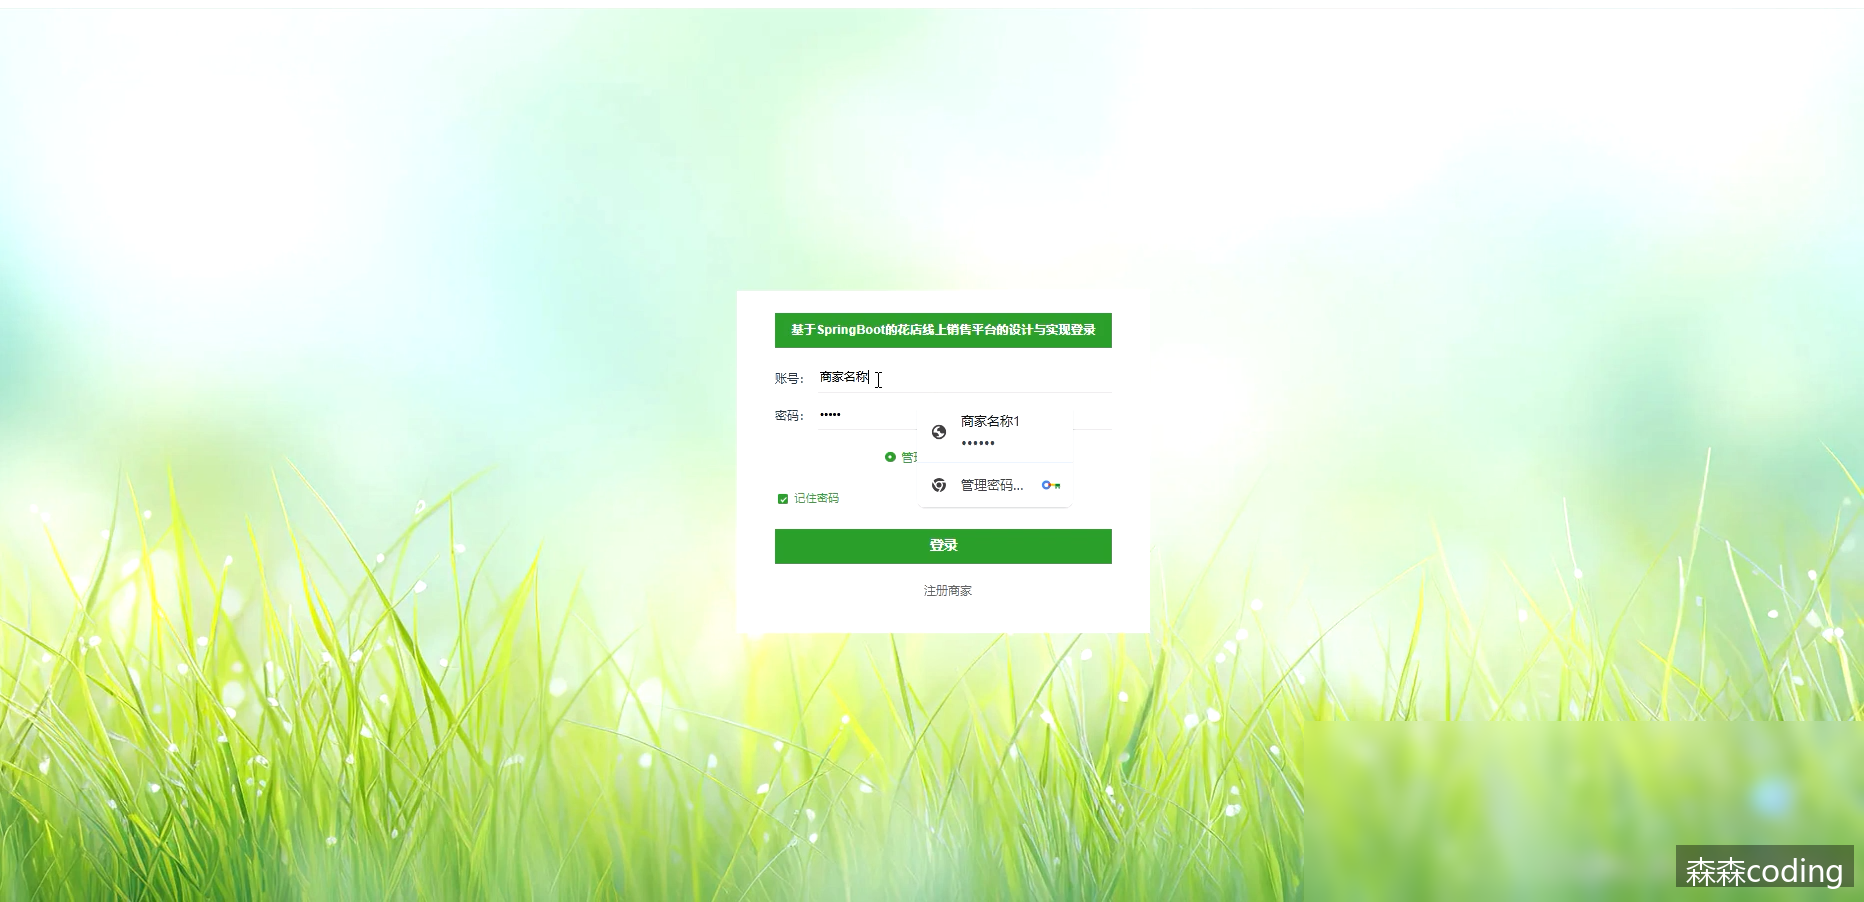 基于SpringBoot的花店线上销售平台的设计与实现登录
账号：
商家名称
密码：
•••••
商家名称1
••••••
管理密码...
记住密码
登录
注册商家
森森coding